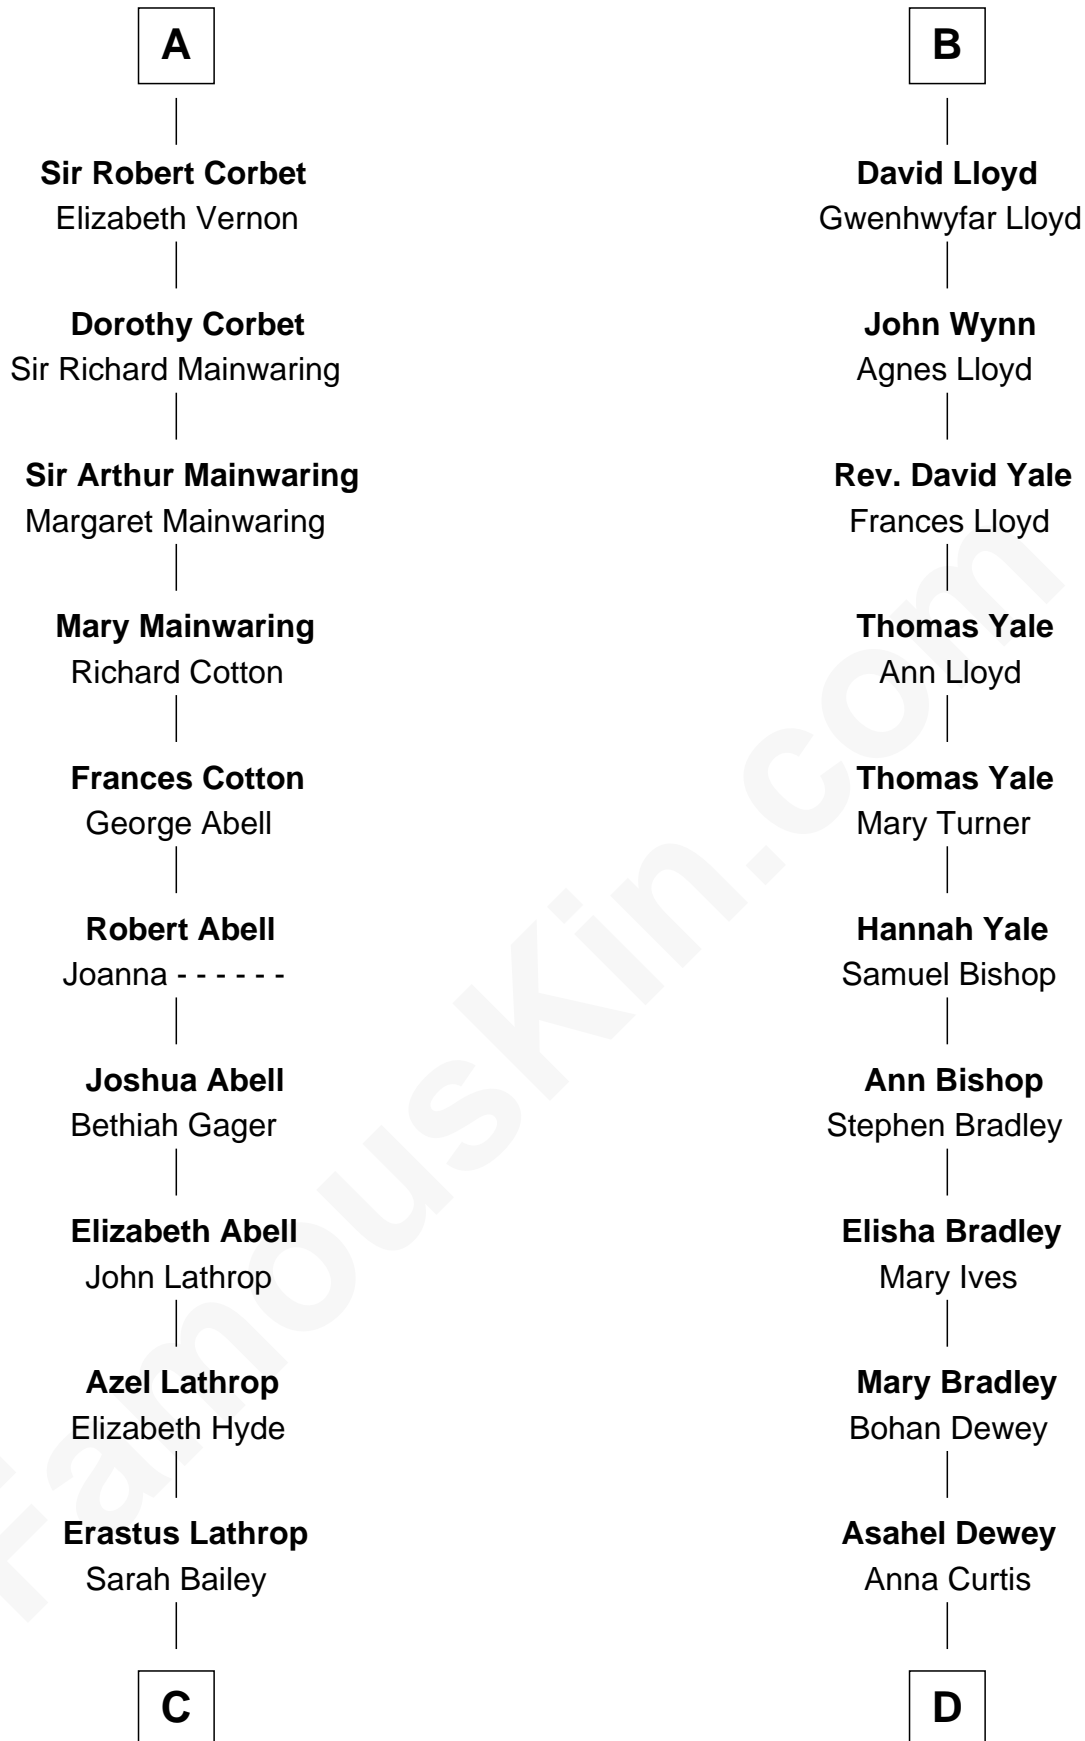 A
Sir Robert Corbet
Elizabeth Vernon
Dorothy Corbet
Sir Richard Mainwaring
Sir Arthur Mainwaring
Margaret Mainwaring
Mary Mainwaring
Richard Cotton
Frances Cotton
George Abell
Robert Abell
Joanna - - - - - -
Joshua Abell
Bethiah Gager
Elizabeth Abell
John Lathrop
Azel Lathrop
Elizabeth Hyde
Erastus Lathrop
Sarah Bailey
C
B
David Lloyd
Gwenhwyfar Lloyd
John Wynn
Agnes Lloyd
Rev. David Yale
Frances Lloyd
Thomas Yale
Ann Lloyd
Thomas Yale
Mary Turner
Hannah Yale
Samuel Bishop
Ann Bishop
Stephen Bradley
Elisha Bradley
Mary Ives
Mary Bradley
Bohan Dewey
Asahel Dewey
Anna Curtis
D
FamousKin.com